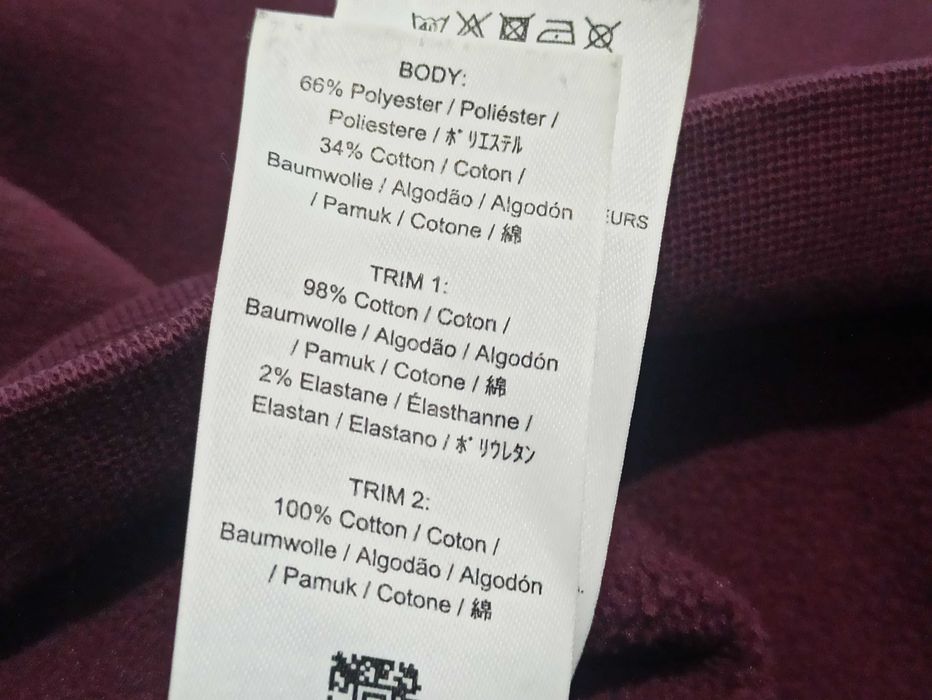 BODY:
66% Polyester / Poliéster /
Poliestere / ポリエステル
34% Cotton / Coton /
Baumwolle / Algodão / Algodón
/ Pamuk / Cotone / 綿
TRIM 1:
98% Cotton / Coton /
Baumwolle / Algodão / Algodón
/ Pamuk / Cotone / 綿
2% Elastane / Élasthanne /
Elastan / Elastano / ポリウレタン
TRIM 2:
100% Cotton / Coton /
Baumwolle / Algodão / Algodón
/ Pamuk / Cotone / 綿